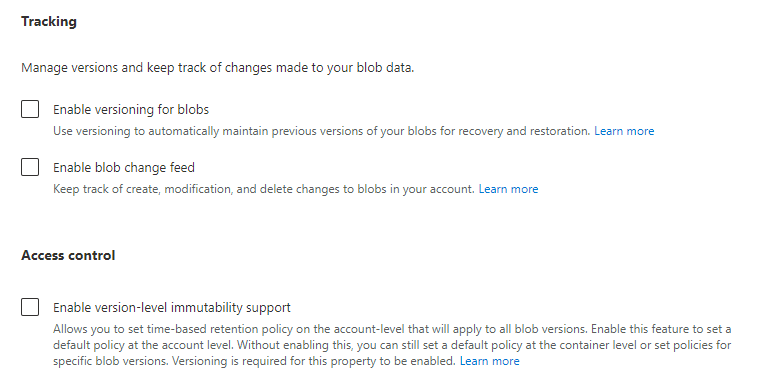 Tracking
Manage versions and keep track of changes made to your blob data.
Enable versioning for blobs
Use versioning to automatically maintain previous versions of your blobs for recovery and restoration. Learn more
Enable blob change feed
Keep track of create, modification, and delete changes to blobs in your account. Learn more
Access control
Enable version-level immutability support
Allows you to set time-based retention policy on the account-level that will apply to all blob versions. Enable this feature to set a
default policy at the account level. Without enabling this, you can still set a default policy at the container level or set policies for
specific blob versions. Versioning is required for this property to be enabled. Learn more